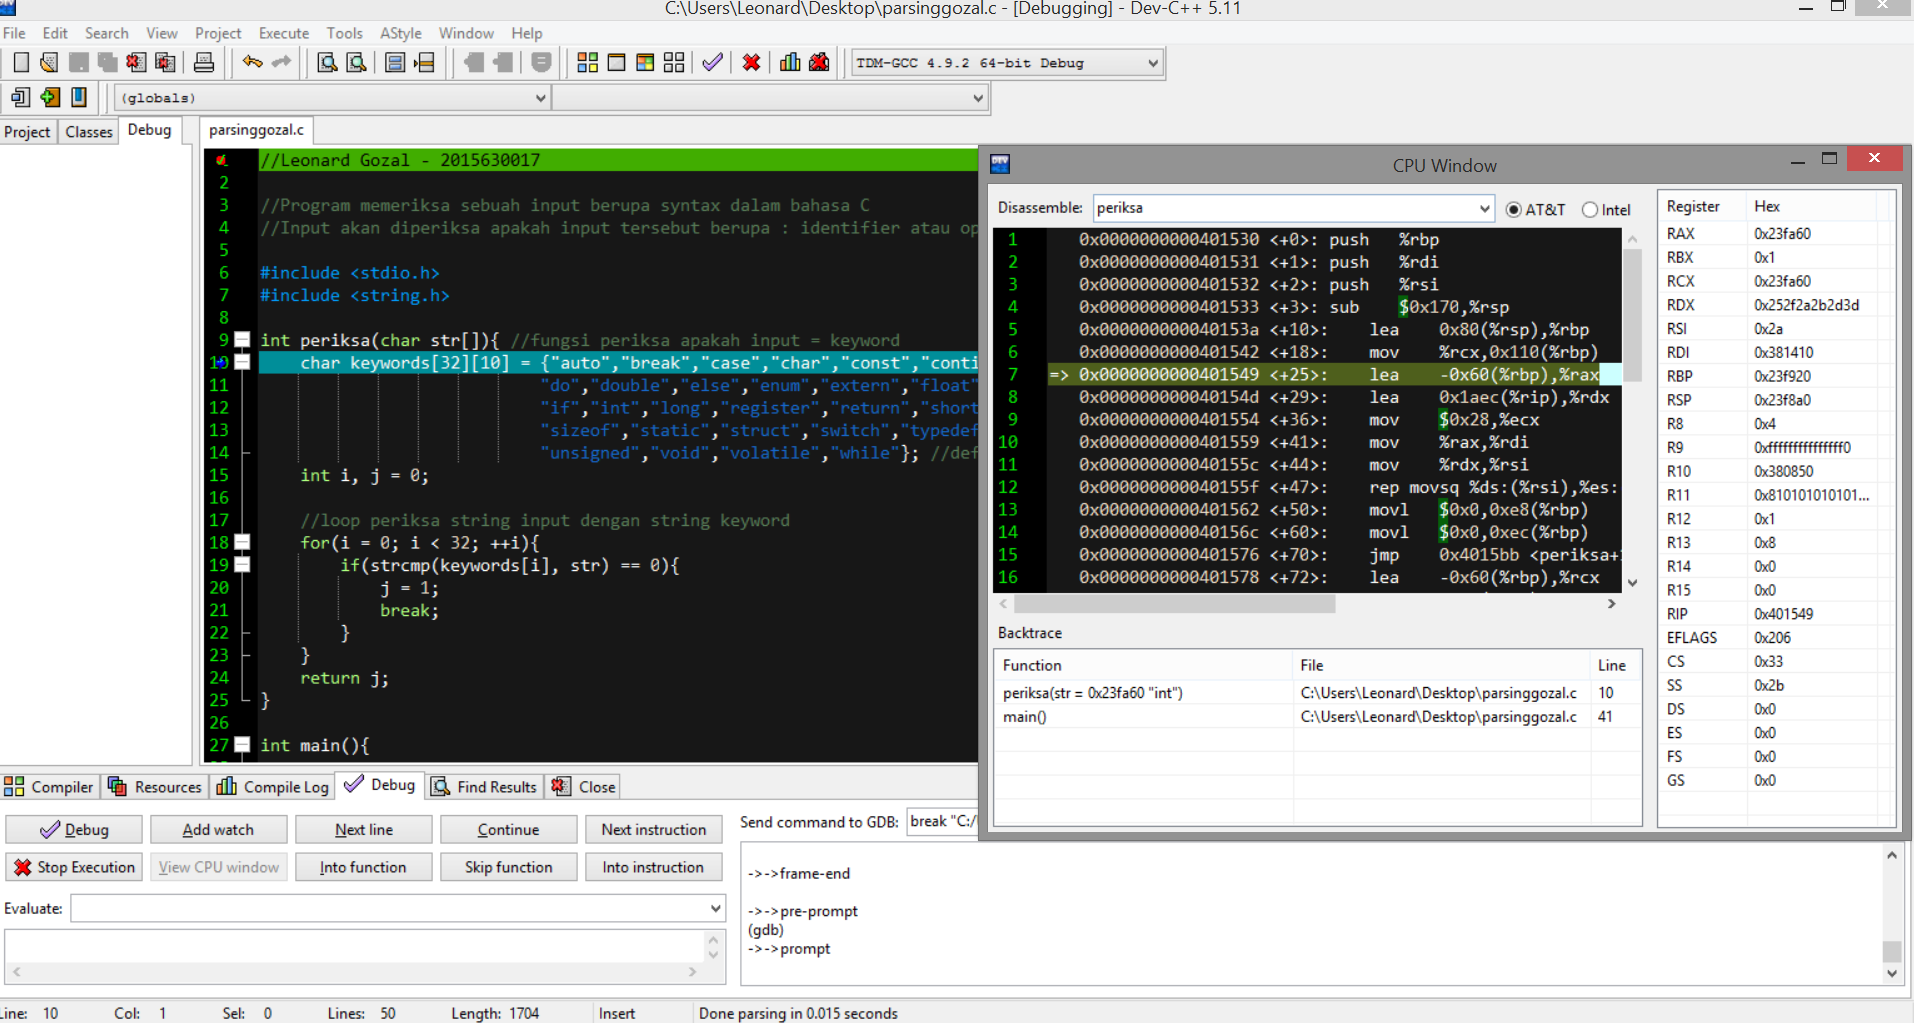 C:\Users\Leonard\Desktop\parsinggozal.c - [Debugging] - Dev-C++ 5.11
File Edit Search View Project Execute Tools AStyle Window Help
TDM-GCC 4.9.2 64-bit Debug
(globals)
Project Classes Debug
parsinggozal.c
//Leonard Gozal - 2015630017
2
3 //Program memeriksa sebuah input berupa syntax dalam bahasa C
4 //Input akan diperiksa apakah input tersebut berupa : identifier atau op
5
6 #include <stdio.h>
7 #include <string.h>
8
9 int periksa(char str[]){ //fungsi periksa apakah input = keyword
10 char keywords[32][10] = {"auto","break","case","char","const","conti
11 "do","double","else","enum","extern","float"
12 "if","int","long","register","return","short
13 "sizeof","static","struct","switch","typedef
14 "unsigned","void","volatile","while"}; //def
15 int i, j = 0;
16
17 //loop periksa string input dengan string keyword
18 for(i = 0; i < 32; ++i){
19 if(strcmp(keywords[i], str) == 0){
20 j = 1;
21 break;
22 }
23 }
24 return j;
25 }
26
27 int main(){
CPU Window
Disassemble: periksa AT&T Intel
1 0x0000000000401530 <+0>: push %rbp
2 0x0000000000401531 <+1>: push %rdi
3 0x0000000000401532 <+2>: push %rsi
4 0x0000000000401533 <+3>: sub $0x170,%rsp
5 0x000000000040153a <+10>: lea 0x80(%rsp),%rbp
6 0x0000000000401542 <+18>: mov %rcx,0x110(%rbp)
7 => 0x0000000000401549 <+25>: lea -0x60(%rbp),%rax
8 0x000000000040154d <+29>: lea 0x1aec(%rip),%rdx
9 0x0000000000401554 <+36>: mov $0x28,%ecx
10 0x0000000000401559 <+41>: mov %rax,%rdi
11 0x000000000040155c <+44>: mov %rdx,%rsi
12 0x000000000040155f <+47>: rep movsq %ds:(%rsi),%es:
13 0x0000000000401562 <+50>: movl $0x0,0xe8(%rbp)
14 0x000000000040156c <+60>: movl $0x0,0xec(%rbp)
15 0x0000000000401576 <+70>: jmp 0x4015bb <periksa+
16 0x0000000000401578 <+72>: lea -0x60(%rbp),%rcx
Backtrace
Function File Line
periksa(str = 0x23fa60 "int") C:\Users\Leonard\Desktop\parsinggozal.c 10
main() C:\Users\Leonard\Desktop\parsinggozal.c 41
Register Hex
RAX 0x23fa60
RBX 0x1
RCX 0x23fa60
RDX 0x252f2a2b2d3d
RSI 0x2a
RDI 0x381410
RBP 0x23f920
RSP 0x23f8a0
R8 0x4
R9 0xfffffffffffffff0
R10 0x380850
R11 0x810101010101...
R12 0x1
R13 0x8
R14 0x0
R15 0x0
RIP 0x401549
EFLAGS 0x206
CS 0x33
SS 0x2b
DS 0x0
ES 0x0
FS 0x0
GS 0x0
Compiler Resources Compile Log Debug Find Results Close
Debug Add watch Next line Continue Next instruction
Stop Execution View CPU window Into function Skip function Into instruction
Evaluate:
Send command to GDB: break "C:/
->->frame-end
->->pre-prompt
(gdb)
->->prompt
Line: 10 Col: 1 Sel: 0 Lines: 50 Length: 1704 Insert Done parsing in 0.015 seconds